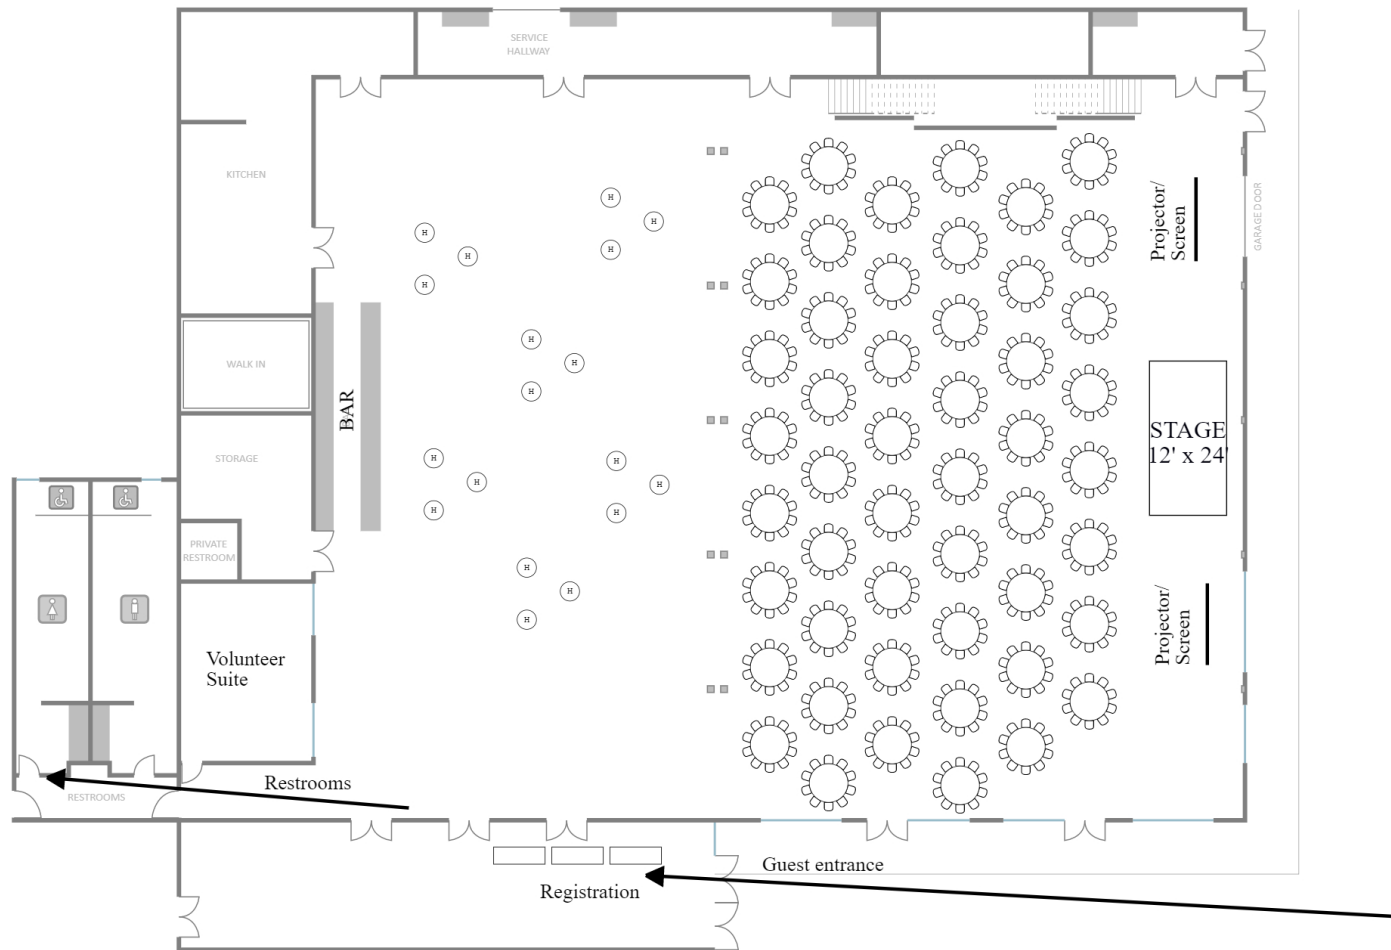 SERVICE
HALLWAY
KITCHEN
Projector/
Screen
GARAGE DOOR
H
H
H
H
H
H
WALK IN
H
H
H
BAR
STORAGE
STAGE
12' x 24'
H
H
H
H
H
H
PRIVATE
RESTROOM
H
H
H
Projector/
Screen
Volunteer
Suite
Restrooms
RESTROOMS
Guest entrance
Registration